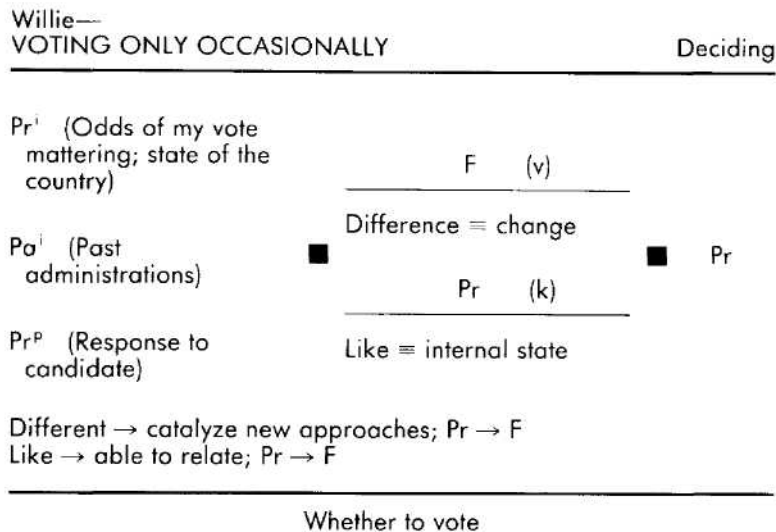 Willie—
VOTING ONLY OCCASIONALLY Deciding
Prⁱ (Odds of my vote
mattering; state of the
country)
F (v)
Difference ≡ change
Paⁱ (Past
administrations)
■ ■ Pr
Pr (k)
Prᵖ (Response to
candidate)
Like ≡ internal state
Different → catalyze new approaches; Pr → F
Like → able to relate; Pr → F
Whether to vote